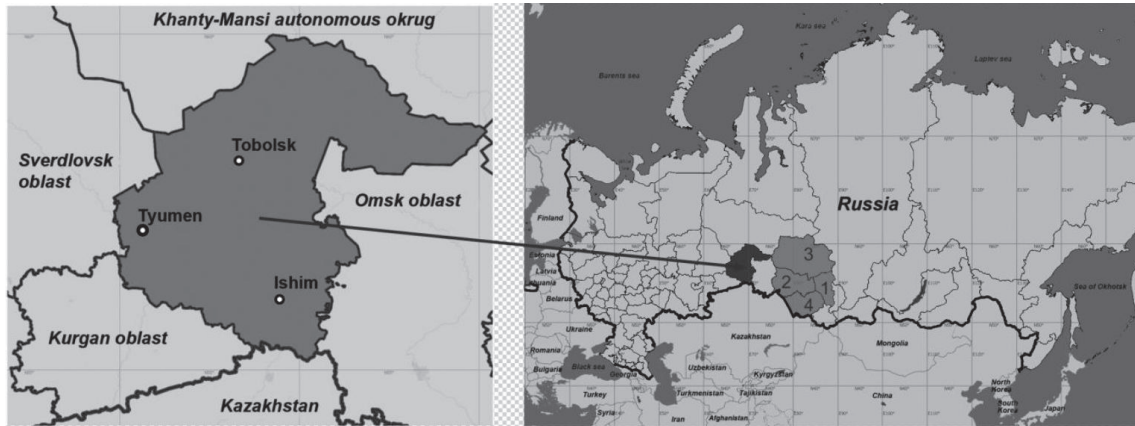 Khanty-Mansi autonomous okrug
Sverdlovsk
oblast
Tobolsk
Omsk oblast
Tyumen
Ishim
Kurgan oblast
Kazakhstan
Barents sea
Kara sea
Laptev sea
Finland
Russia
Estonia
Latvia
Belarus
3
2
1
4
Sea of Okhotsk
Ukraine
Kazakhstan
Mongolia
Romania
Bulgaria
Black sea
Georgia
Uzbekistan
Kyrgyzstan
Turkey
Turkmenistan
Tajikistan
China
North
Korea
South
Korea
Japan
Syria
Iran
Afghanistan